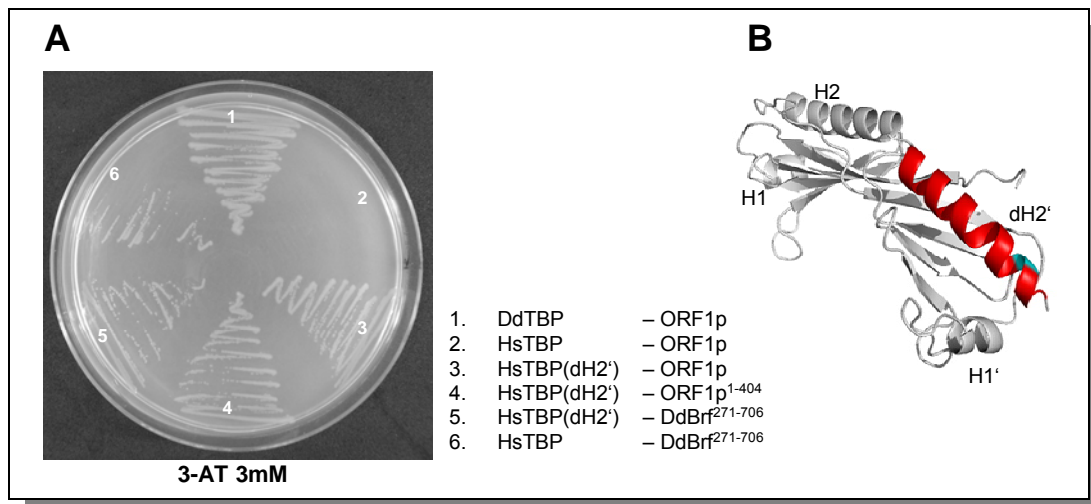 A
B
1
2
3
4
5
6
3-AT 3mM
1. DdTBP – ORF1p
2. HsTBP – ORF1p
3. HsTBP(dH2‘) – ORF1p
4. HsTBP(dH2‘) – ORF1p1-404
5. HsTBP(dH2‘) – DdBrf271-706
6. HsTBP – DdBrf271-706
H2
H1
dH2‘
H1‘